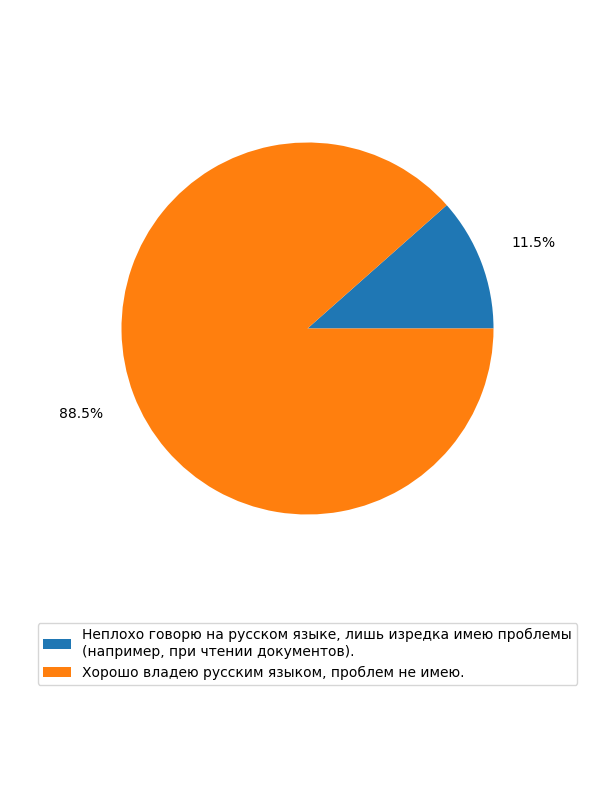 11.5%
88.5%
Неплохо говорю на русском языке, лишь изредка имею проблемы
(например, при чтении документов).
Хорошо владею русским языком, проблем не имею.